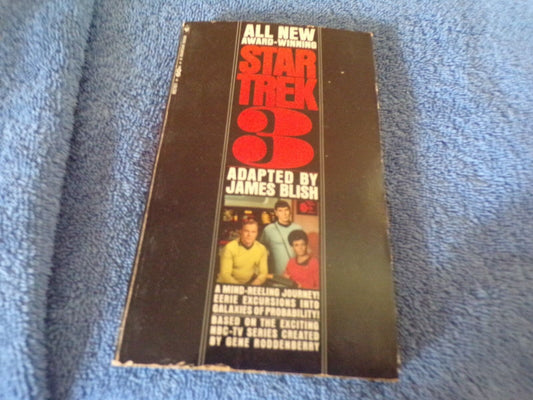 ALL NEW
AWARD-WINNING
STAR
TREK
3
ADAPTED BY
JAMES BLISH
A MIND-REELING JOURNEY!
EERIE EXCURSIONS INTO
GALAXIES OF PROBABILITY!
BASED ON THE EXCITING
NBC-TV SERIES CREATED
BY GENE RODDENBERRY